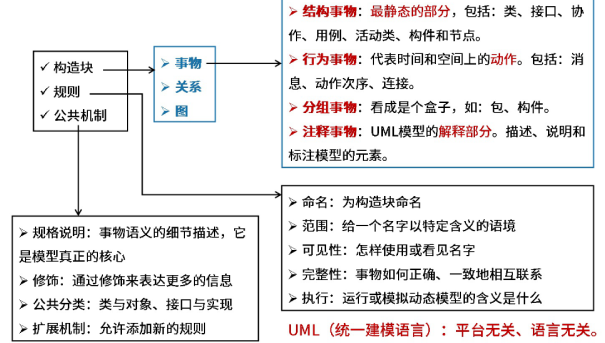 ✓ 构造块
✓ 规则
✓ 公共机制
➢ 事物
➢ 关系
➢ 图
➢ 结构事物：最静态的部分，包括：类、接口、协
作、用例、活动类、构件和节点。
➢ 行为事物：代表时间和空间上的动作。包括：消
息、动作次序、连接。
➢ 分组事物：看成是个盒子，如：包、构件。
➢ 注释事物：UML模型的解释部分。描述、说明和
标注模型的元素。
➢ 命名：为构造块命名
➢ 范围：给一个名字以特定含义的语境
➢ 可见性：怎样使用或看见名字
➢ 完整性：事物如何正确、一致地相互联系
➢ 执行：运行或模拟动态模型的含义是什么
➢ 规格说明：事物语义的细节描述，它
是模型真正的核心
➢ 修饰：通过修饰来表达更多的信息
➢ 公共分类：类与对象、接口与实现
➢ 扩展机制：允许添加新的规则
UML（统一建模语言）：平台无关、语言无关。